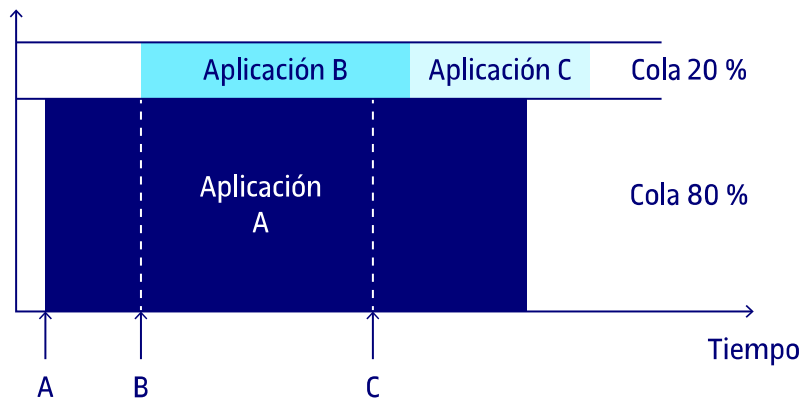 Aplicación B
Aplicación C
Cola 20 %
Aplicación
A
Cola 80 %
Tiempo
A
B
C